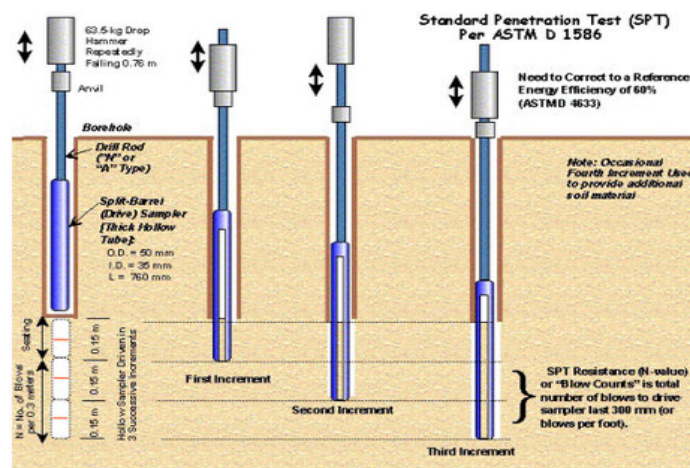 Standard Penetration Test (SPT)
Per ASTM D 1586
63.5-kg Drop
Hammer
Repeatedly
Falling 0.76 m
Anvil
Need to Correct to a Reference
Energy Efficiency of 60%
(ASTMD 4633)
Borehole
Drill Rod
("N" or
"A" Type)
Note: Occasional
Fourth Increment Used
to provide additional
soil material
Split-Barrel
(Drive) Sampler
[Thick Hollow
Tube]:
O.D. = 50 mm
I.D. = 35 mm
L = 760 mm
Seating
0.15 m
0.15 m
0.15 m
N = No. of Blows
per 0.3 meters
Hollow Sampler Driven in
3 Successive Increments
First Increment
Second Increment
Third Increment
SPT Resistance (N-value)
or "Blow Counts" is total
number of blows to drive
sampler last 300 mm (or
blows per foot).